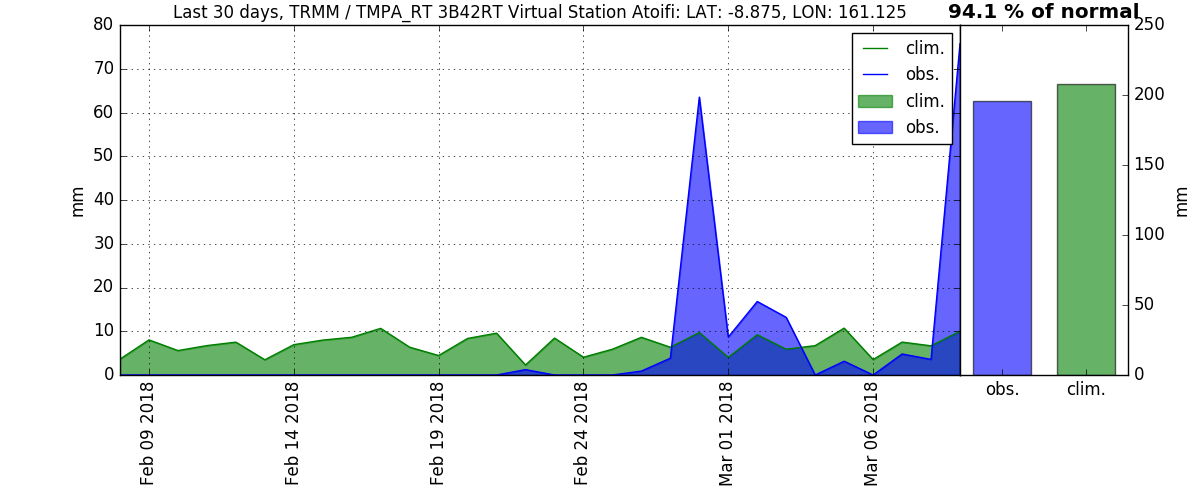 Last 30 days, TRMM / TMPA_RT 3B42RT Virtual Station Atoifi: LAT: -8.875, LON: 161.125
94.1 % of normal
80
70
60
50
40
30
20
10
0
mm
clim.
obs.
clim.
obs.
Feb 09 2018
Feb 14 2018
Feb 19 2018
Feb 24 2018
Mar 01 2018
Mar 06 2018
250
200
150
100
50
0
mm
obs.
clim.